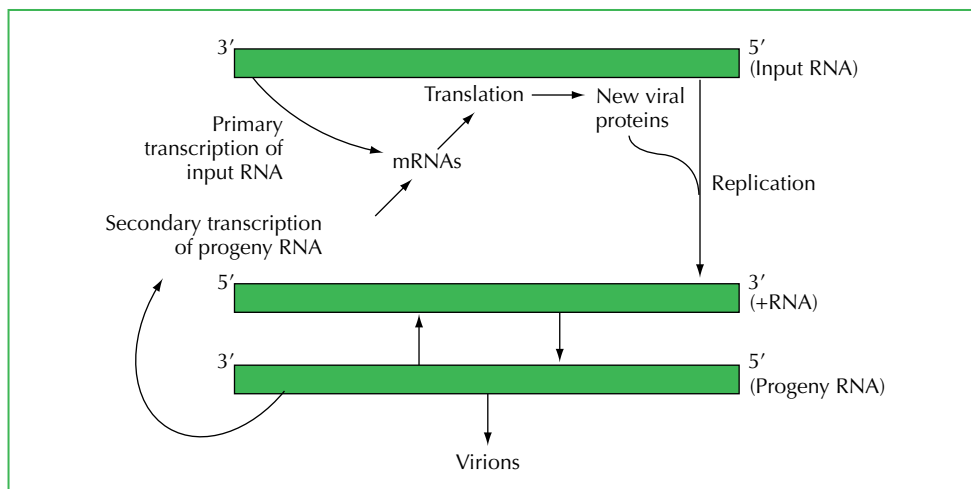 3′ 5′
(Input RNA)
Translation New viral
proteins
Primary
transcription of
input RNA
mRNAs
Replication
Secondary transcription
of progeny RNA
5′ 3′
(+RNA)
3′ 5′
(Progeny RNA)
Virions